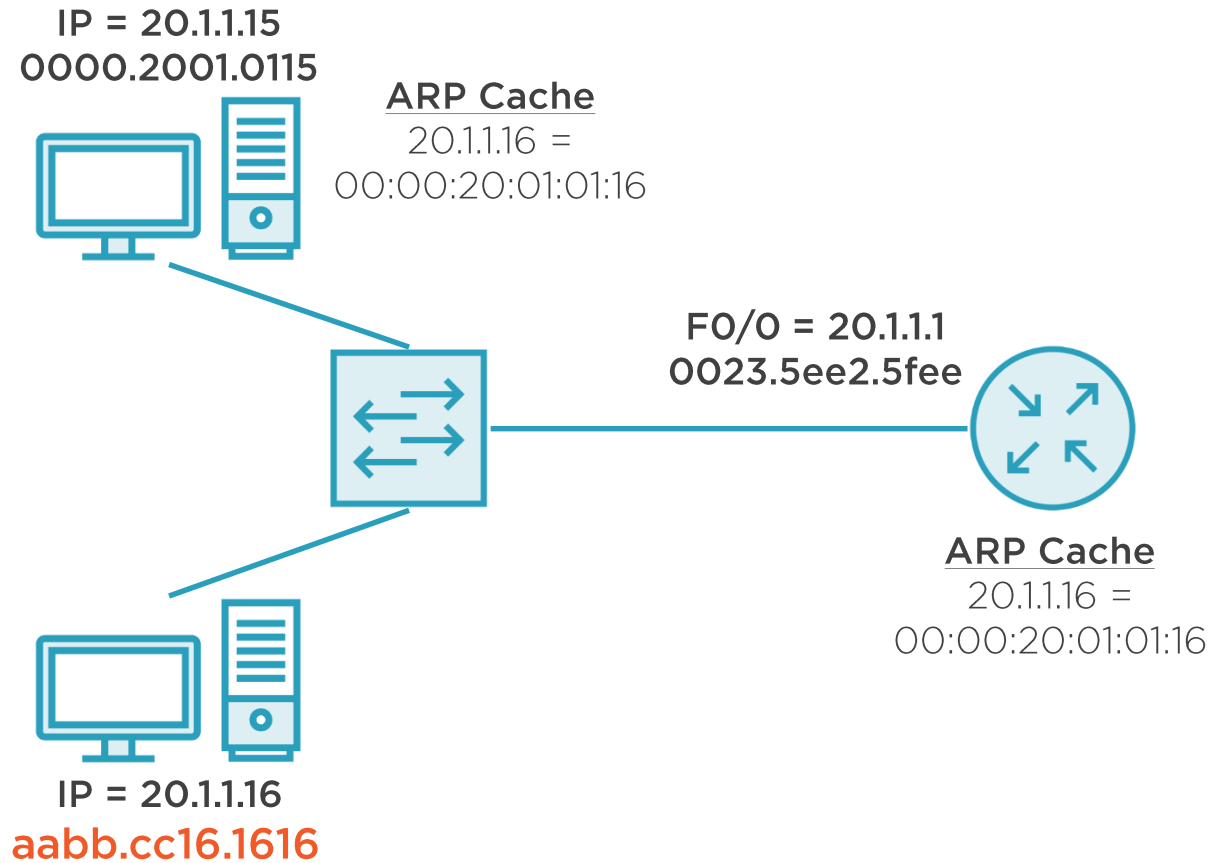 IP = 20.1.1.15
0000.2001.0115
ARP Cache
20.1.1.16 =
00:00:20:01:01:16
F0/0 = 20.1.1.1
0023.5ee2.5fee
ARP Cache
20.1.1.16 =
00:00:20:01:01:16
IP = 20.1.1.16
aabb.cc16.1616